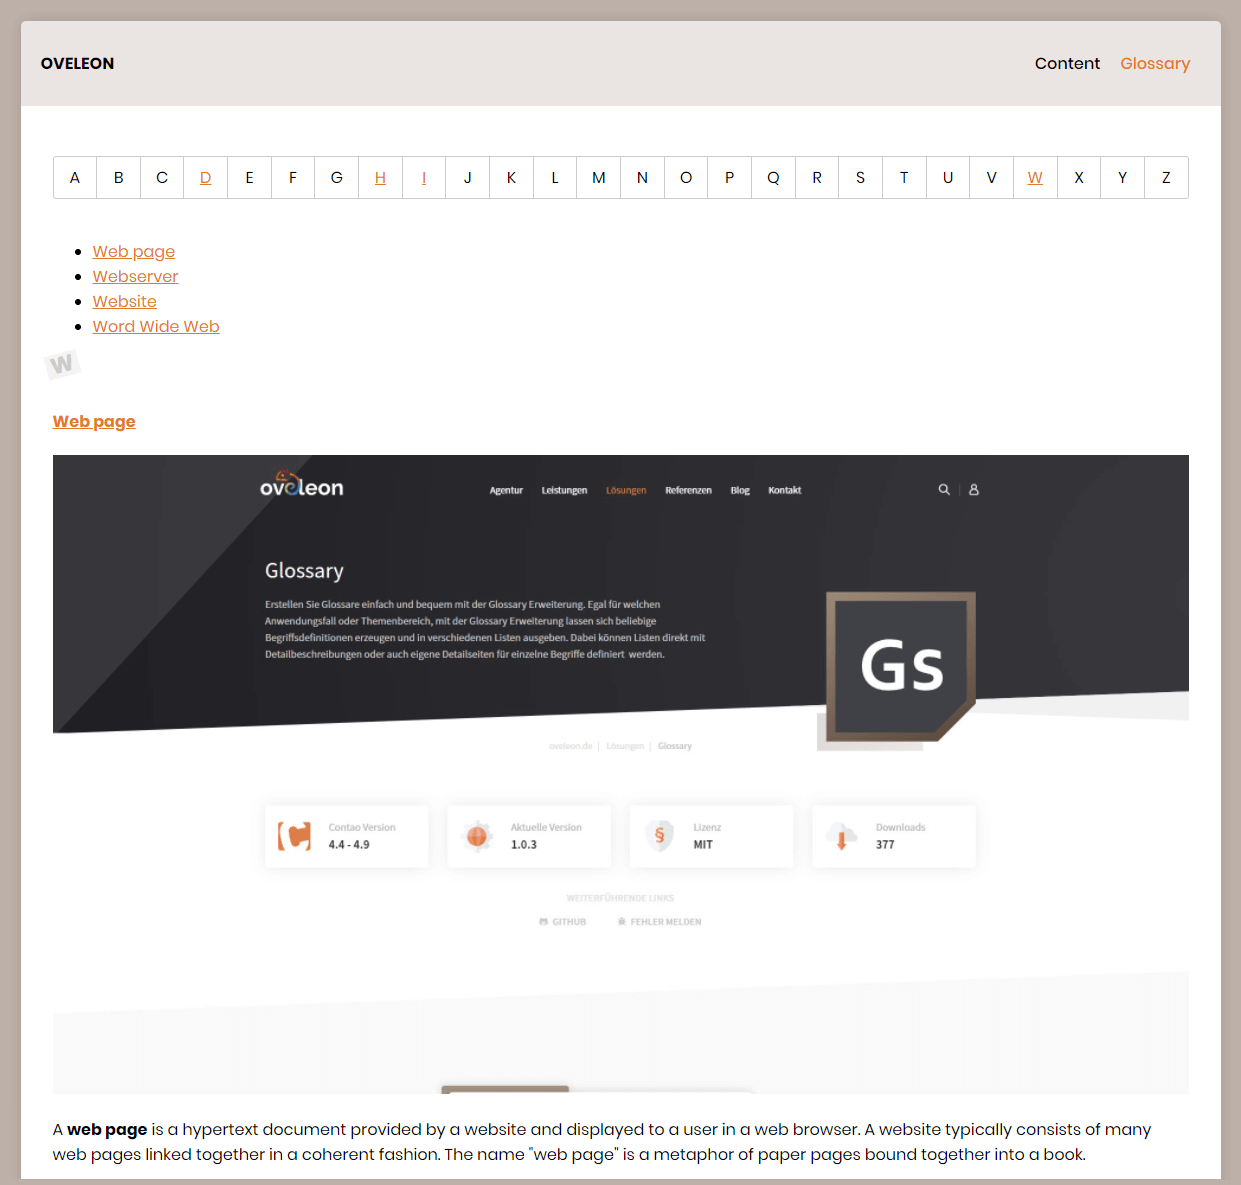 OVELEON Content Glossary
A B C D E F G H I J K L M N O P Q R S T U V W X Y Z
Web page
Webserver
Website
Word Wide Web
W
Web page
oveleon Agentur Leistungen Lösungen Referenzen Blog Kontakt
Glossary
Erstellen Sie Glossare einfach und bequem mit der Glossary Erweiterung. Egal für welchen
Anwendungsfall oder Themenbereich, mit der Glossary Erweiterung lassen sich beliebige
Begriffsdefinitionen erzeugen und in verschiedenen Listen ausgeben. Dabei können Listen direkt mit
Detailbeschreibungen oder auch eigene Detailseiten für einzelne Begriffe definiert werden.
Gs
oveleon.de | Lösungen | Glossary
Contao Version
4.4 - 4.9
Aktuelle Version
1.0.3
§
Lizenz
MIT
Downloads
377
WEITERFÜHRENDE LINKS
GITHUB FEHLER MELDEN
A web page is a hypertext document provided by a website and displayed to a user in a web browser. A website typically consists of many
web pages linked together in a coherent fashion. The name "web page" is a metaphor of paper pages bound together into a book.